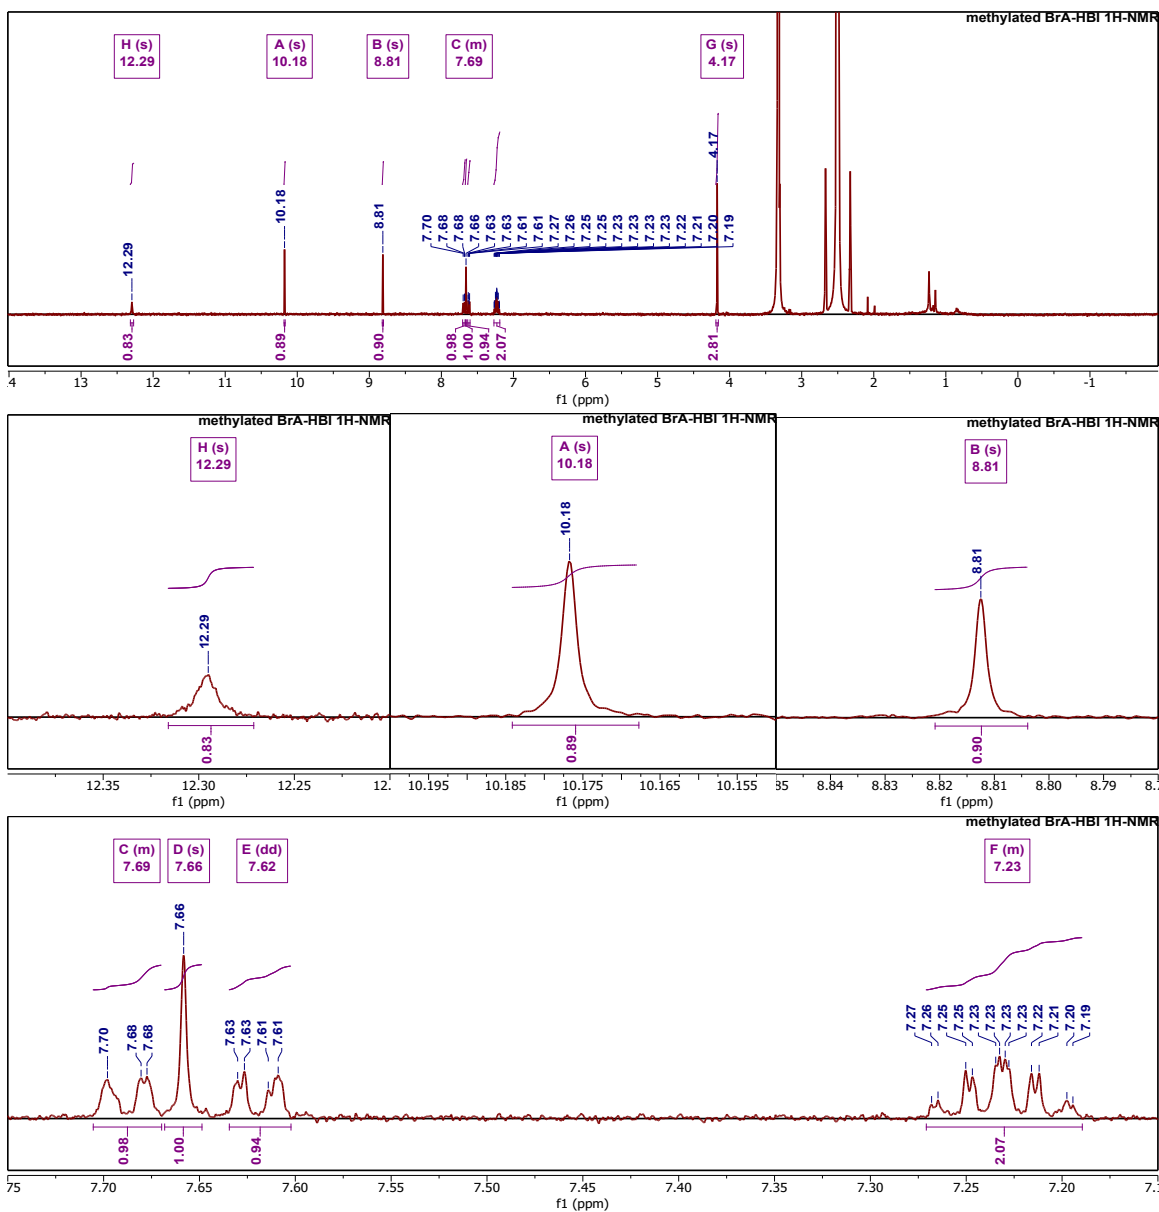 methylated BrA-HBI 1H-NMR
H (s)
12.29
A (s)
10.18
B (s)
8.81
C (m)
7.69
G (s)
4.17
12.29
10.18
8.81
7.70
7.68
7.68
7.66
7.63
7.63
7.61
7.61
7.27
7.26
7.25
7.25
7.23
7.23
7.23
7.23
7.22
7.21
7.20
7.19
4.17
0.83
0.89
0.90
0.98
1.00
0.94
2.07
2.81
.4 13 12 11 10 9 8 7 6 5 4 3 2 1 0 -1
f1 (ppm)
methylated BrA-HBI 1H-NMR
H (s)
12.29
12.29
0.83
12.35 12.30 12.25 12.
f1 (ppm)
methylated BrA-HBI 1H-NMR
A (s)
10.18
10.18
0.89
10.195 10.185 10.175 10.165 10.155
f1 (ppm)
methylated BrA-HBI 1H-NMR
B (s)
8.81
8.81
0.90
35 8.84 8.83 8.82 8.81 8.80 8.79 8.
f1 (ppm)
methylated BrA-HBI 1H-NMR
C (m)
7.69
D (s)
7.66
E (dd)
7.62
F (m)
7.23
7.70
7.68
7.68
7.66
7.63
7.63
7.61
7.61
7.27
7.26
7.25
7.25
7.23
7.23
7.23
7.23
7.22
7.21
7.20
7.19
0.98
1.00
0.94
2.07
75 7.70 7.65 7.60 7.55 7.50 7.45 7.40 7.35 7.30 7.25 7.20 7.1
f1 (ppm)